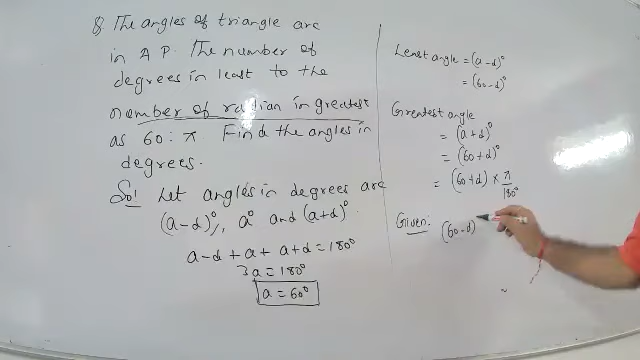 8. The angles of triangle are
in A P. The number of
degrees in least to the
number of radian in greatest
as 60 : π Find the angles in
degrees.
Sol Let angles in degrees are
(a-d)°, a° and (a+d)°
a-d + a + a+d = 180°
3a = 180°
a = 60°
Least angle = (a-d)°
= (60-d)°
Greatest angle
= (a+d)°
= (60+d)°
= (60+d) × π/180°
Given: (60-d)